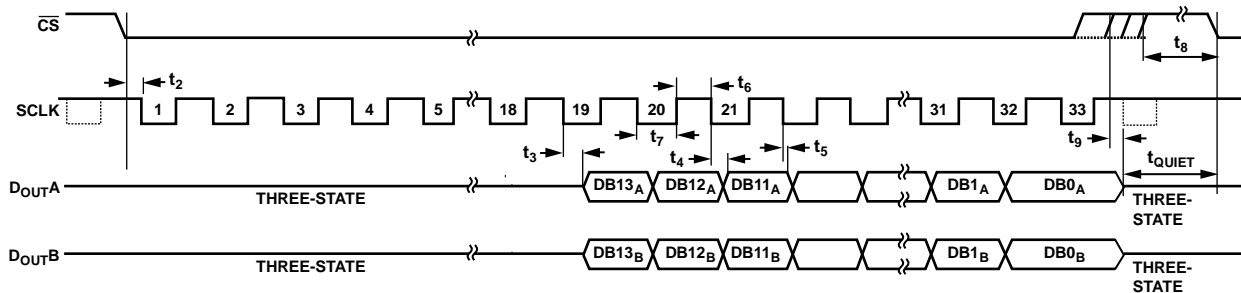 CS
t8
t2
t6
SCLK
1 2 3 4 5 18 19 20 21 31 32 33
t3
t7
t4
t5
t9
tQUIET
DOUTA
THREE-STATE
DB13A DB12A DB11A DB1A DB0A
THREE-
STATE
DOUTB
THREE-STATE
DB13B DB12B DB11B DB1B DB0B
THREE-
STATE